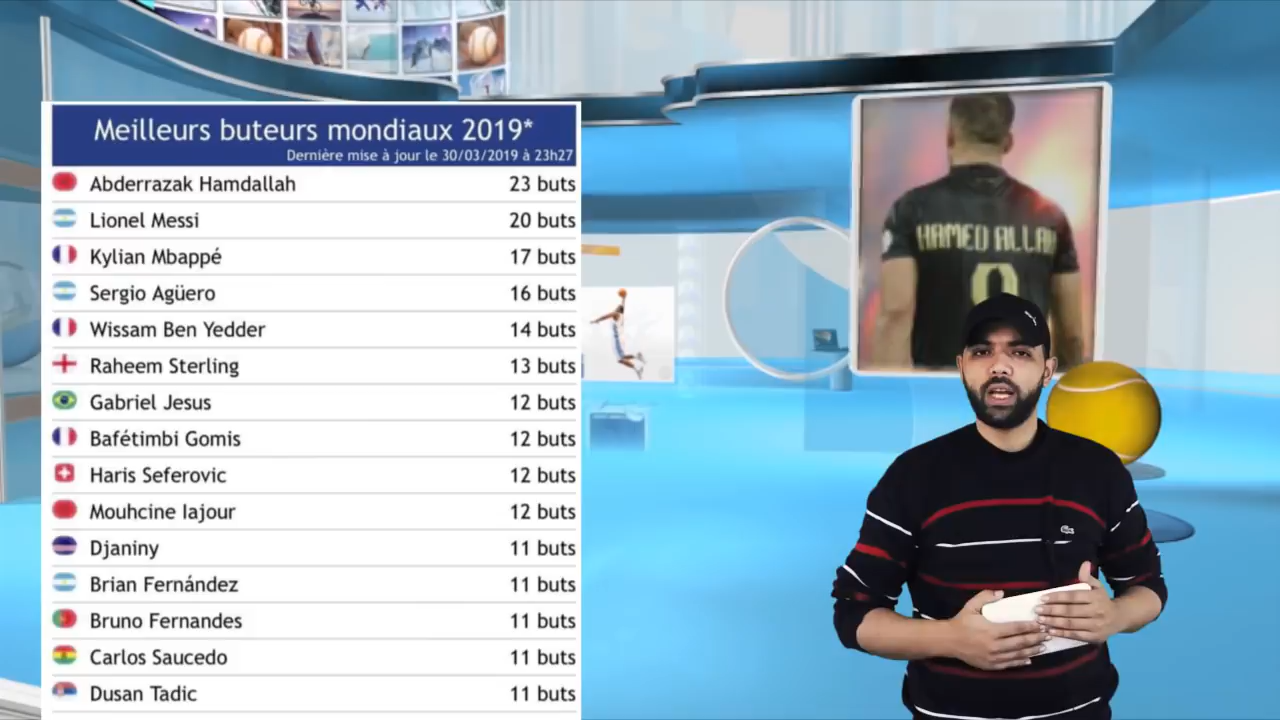 Meilleurs buteurs mondiaux 2019*
Dernière mise à jour le 30/03/2019 à 23h27
Abderrazak Hamdallah 23 buts
Lionel Messi 20 buts
Kylian Mbappé 17 buts
Sergio Agüero 16 buts
Wissam Ben Yedder 14 buts
Raheem Sterling 13 buts
Gabriel Jesus 12 buts
Bafétimbi Gomis 12 buts
Haris Seferovic 12 buts
Mouhcine Iajour 12 buts
Djaniny 11 buts
Brian Fernández 11 buts
Bruno Fernandes 11 buts
Carlos Saucedo 11 buts
Dusan Tadic 11 buts
HAMED ALLAH
9